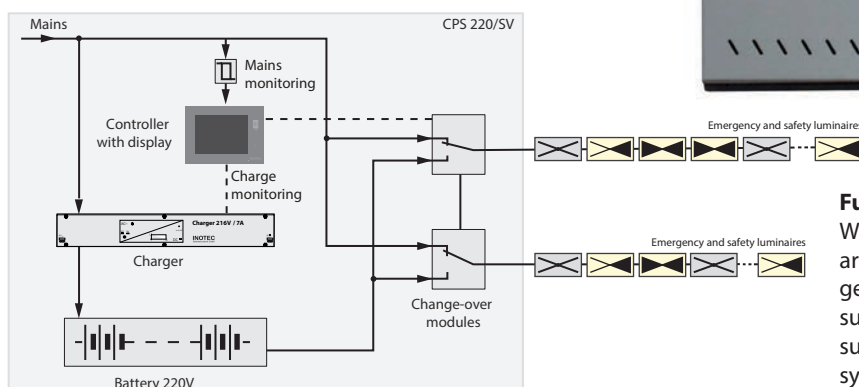 Mains
CPS 220/SV
Mains
monitoring
Controller
with display
Emergency and safety luminaires
Charge
monitoring
Charger 216V / 7A
INOTEC
Charger
Emergency and safety luminaires
Change-over
modules
Battery 220V
Fu
W
ar
ge
su
su
sy